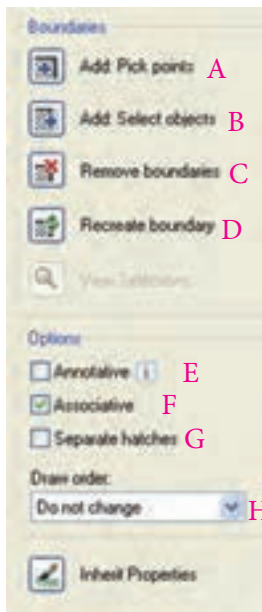 Boundaries
Add: Pick points A
Add: Select objects B
Remove boundaries C
Recreate boundary D
View Selections
Options
Annotative E
Associative F
Separate hatches G
Draw order:
Do not change H
Inherit Properties